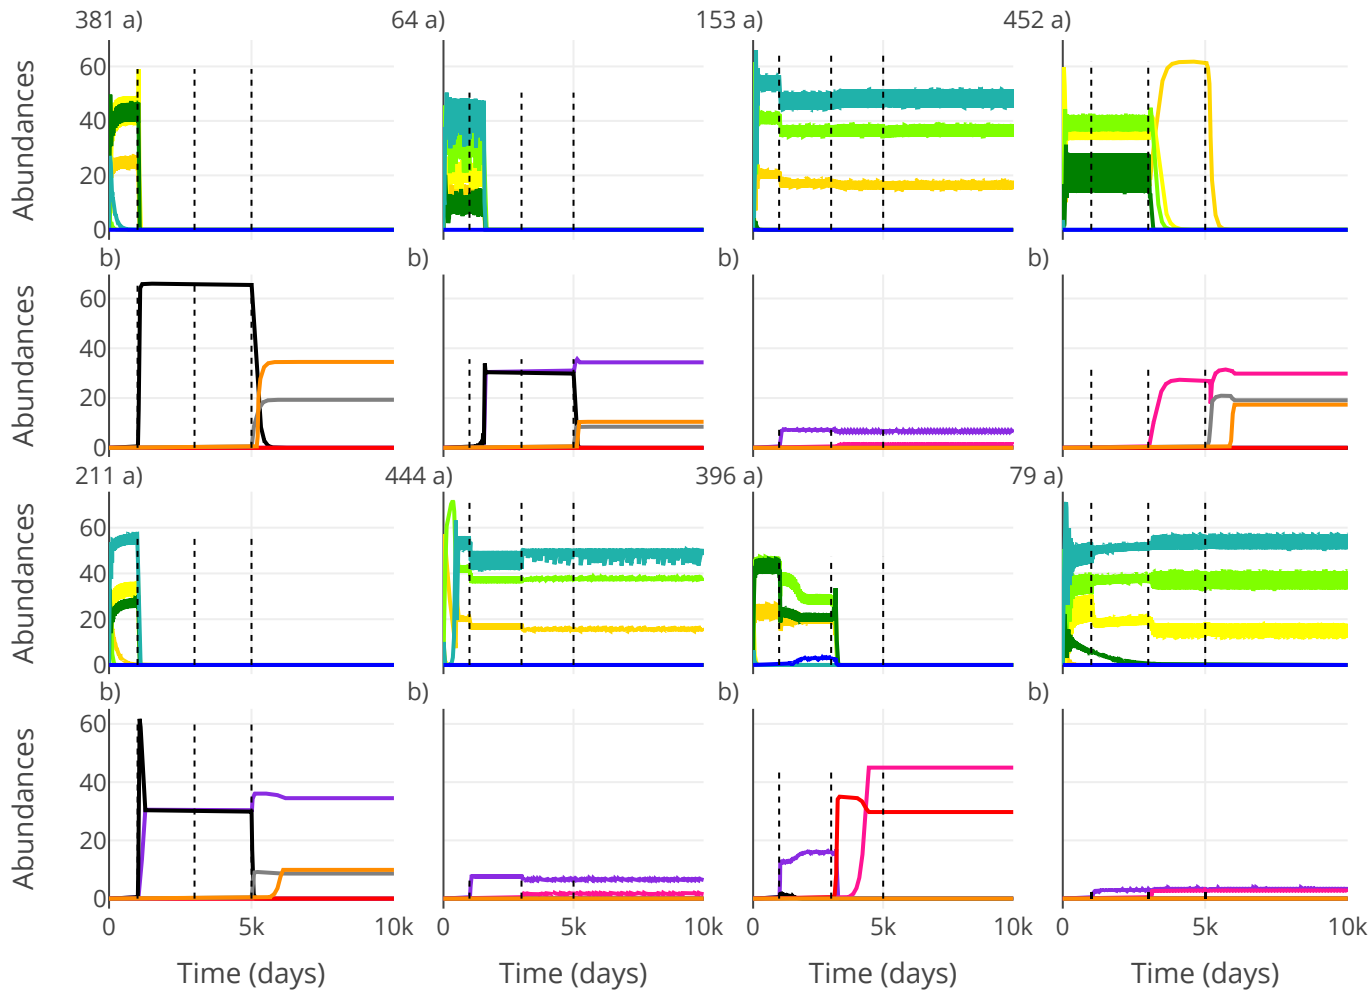 381 a) 64 a) 153 a) 452 a)
60
40
20
0
Abundances
b) b) b) b)
60
40
20
0
Abundances
211 a) 444 a) 396 a) 79 a)
60
40
20
0
Abundances
b) b) b) b)
60
40
20
0
Abundances
0 5k 10k 0 5k 10k 0 5k 10k 0 5k 10k
Time (days) Time (days) Time (days) Time (days)